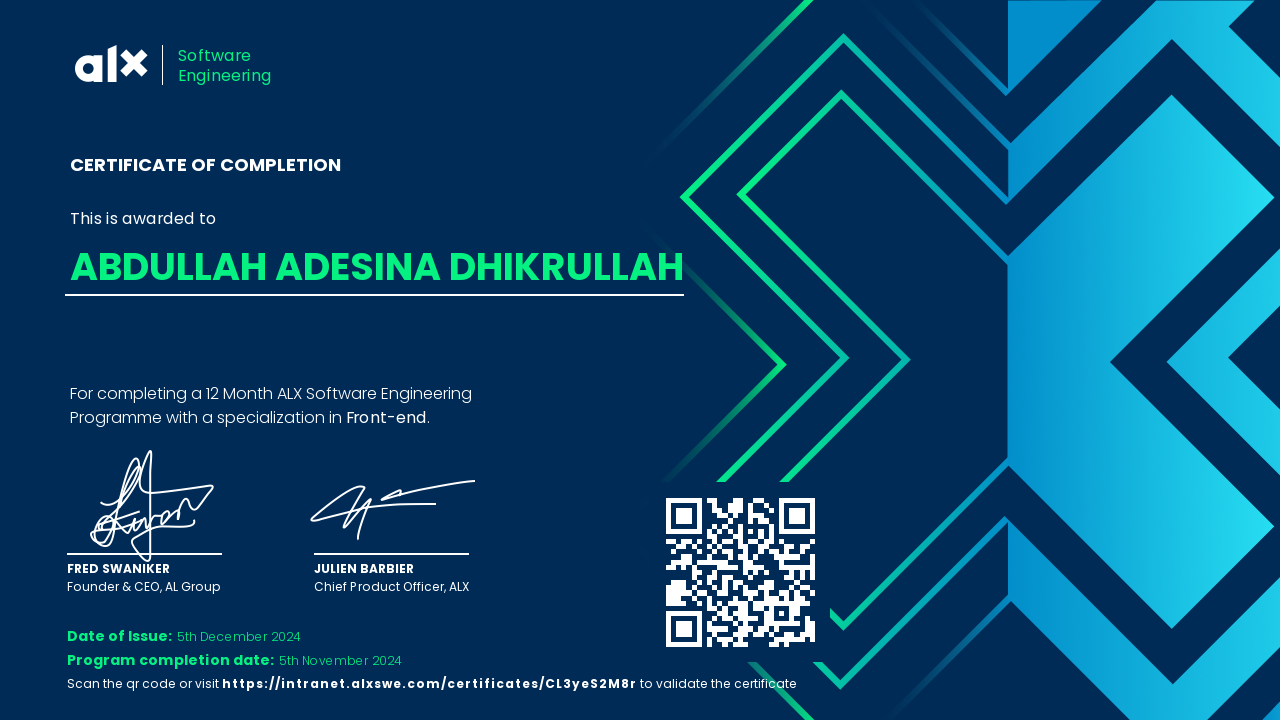 alx
Software
Engineering
CERTIFICATE OF COMPLETION
This is awarded to
ABDULLAH ADESINA DHIKRULLAH
For completing a 12 Month ALX Software Engineering
Programme with a specialization in Front-end.
FRED SWANIKER
Founder & CEO, AL Group
JULIEN BARBIER
Chief Product Officer, ALX
Date of Issue: 5th December 2024
Program completion date: 5th November 2024
Scan the qr code or visit https://intranet.alxswe.com/certificates/CL3yeS2M8r to validate the certificate